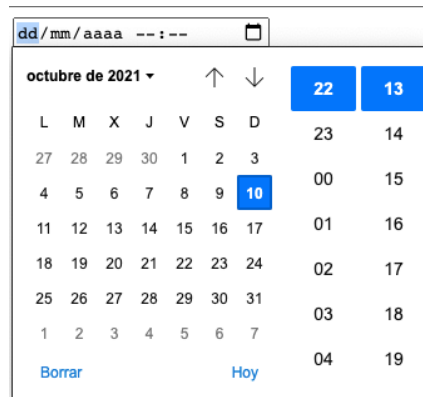 dd/mm/aaaa --:--
octubre de 2021
L M X J V S D
27 28 29 30 1 2 3
4 5 6 7 8 9 10
11 12 13 14 15 16 17
18 19 20 21 22 23 24
25 26 27 28 29 30 31
1 2 3 4 5 6 7
Borrar Hoy
22 13
23 14
00 15
01 16
02 17
03 18
04 19